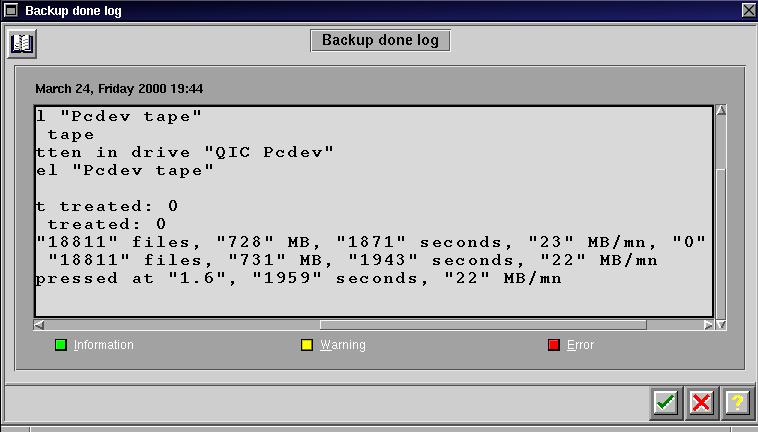 Backup done log
Backup done log
March 24, Friday 2000 19:44
l "Pcdev tape"
tape
tten in drive "QIC Pcdev"
el "Pcdev tape"
t treated: 0
treated: 0
"18811" files, "728" MB, "1871" seconds, "23" MB/mn, "0"
"18811" files, "731" MB, "1943" seconds, "22" MB/mn
pressed at "1.6", "1959" seconds, "22" MB/mn
Information Warning Error
?